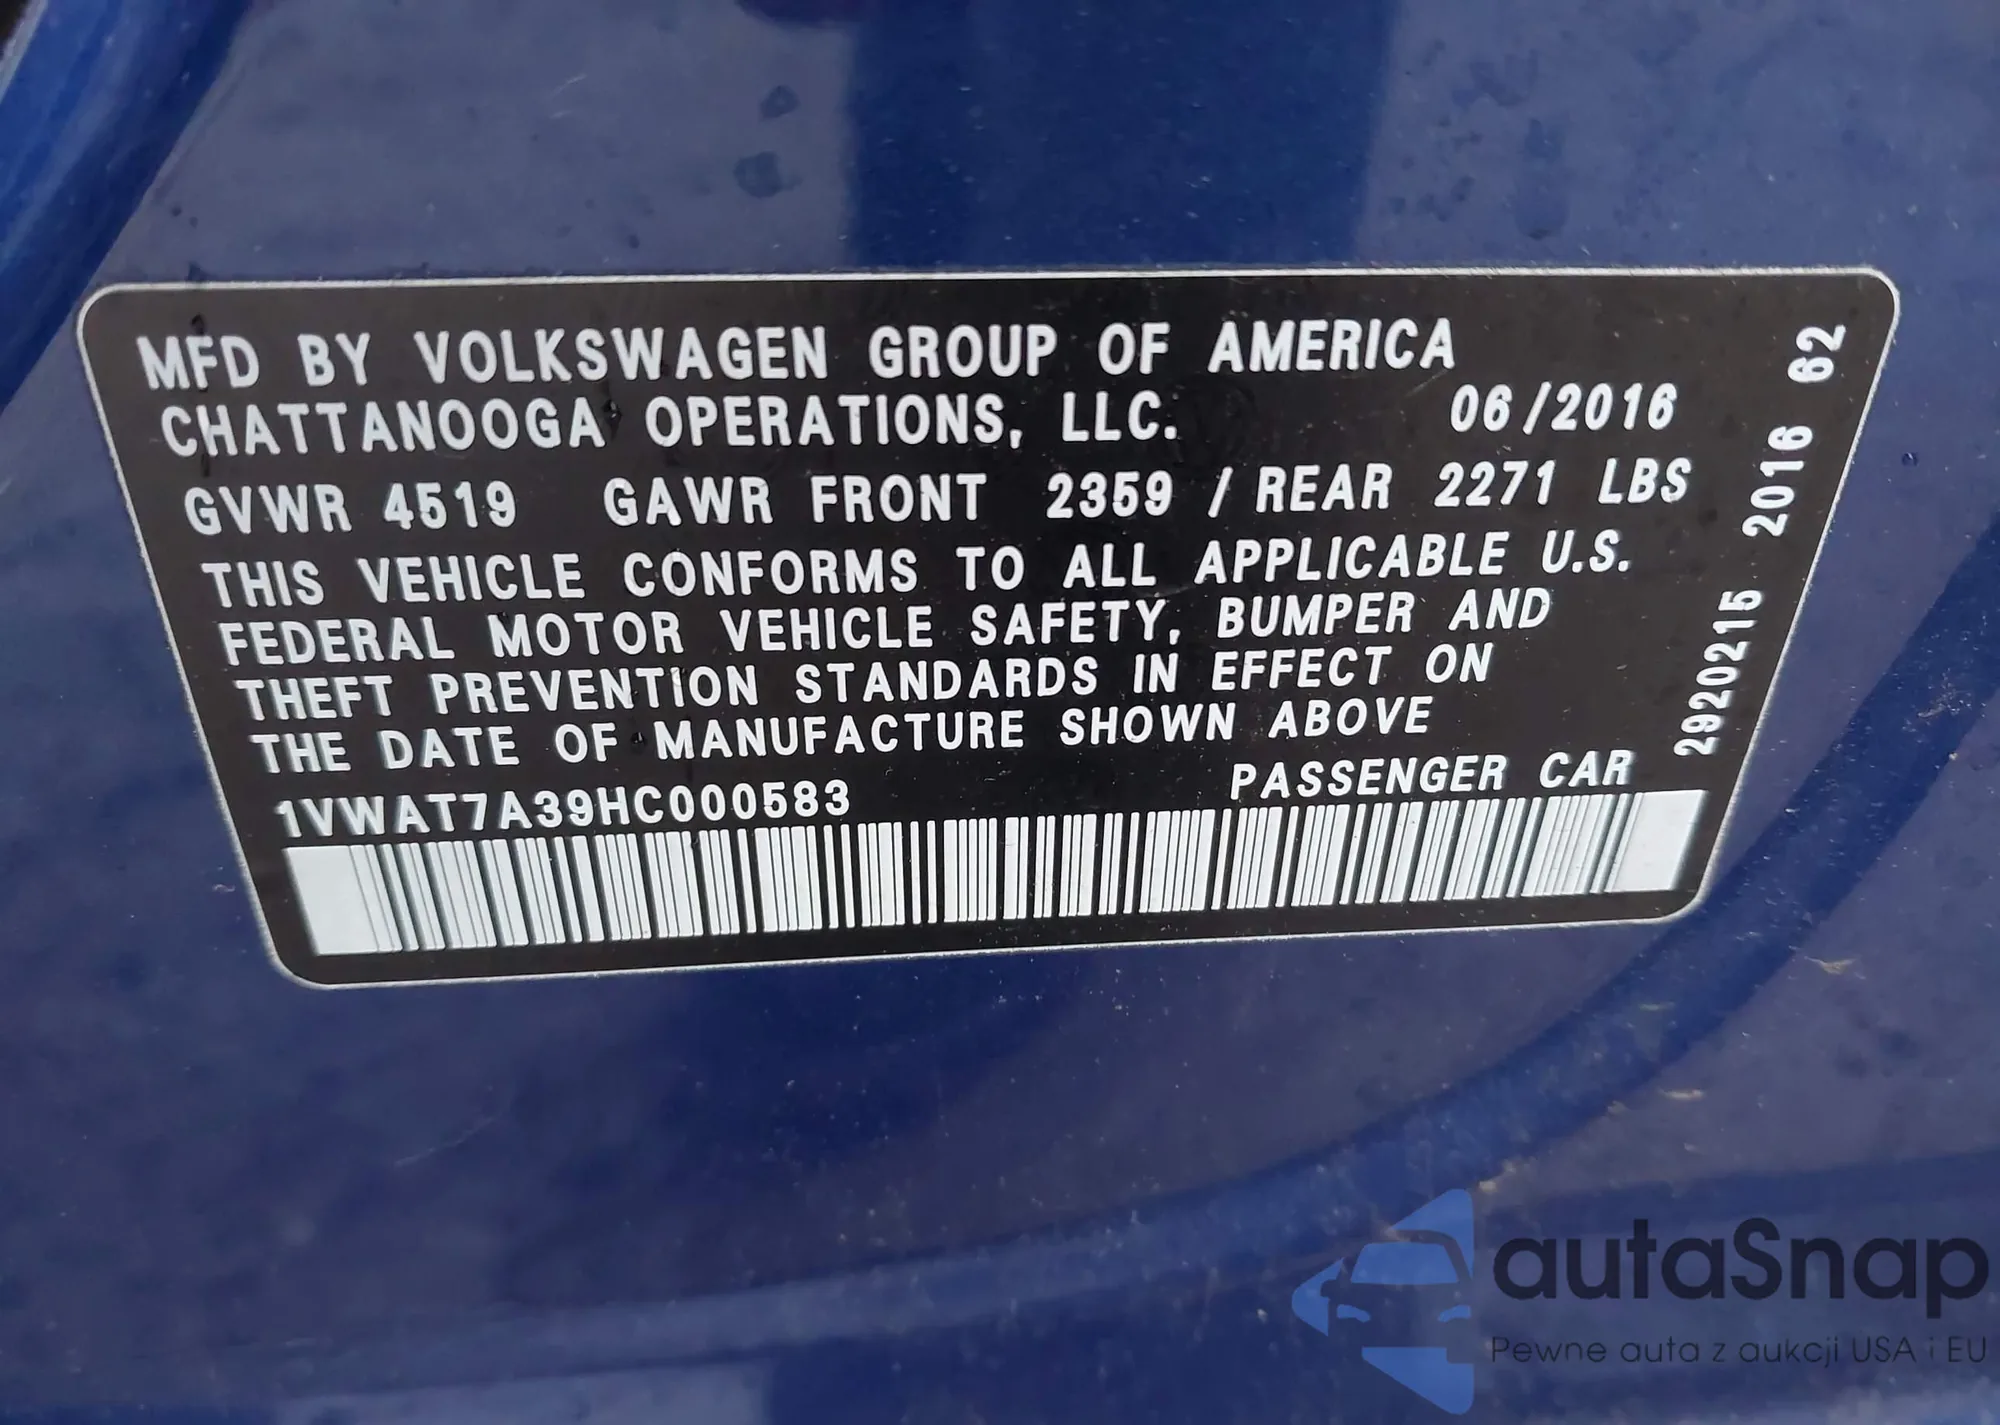 MFD BY VOLKSWAGEN GROUP OF AMERICA
CHATTANOOGA OPERATIONS, LLC. 06/2016
GVWR 4519 GAWR FRONT 2359 / REAR 2271 LBS
THIS VEHICLE CONFORMS TO ALL APPLICABLE U.S.
FEDERAL MOTOR VEHICLE SAFETY, BUMPER AND
THEFT PREVENTION STANDARDS IN EFFECT ON
THE DATE OF MANUFACTURE SHOWN ABOVE
1VWAT7A39HC000583 PASSENGER CAR
2920215 2016 62
autaSnap
Pewne auta z aukcji USA i EU